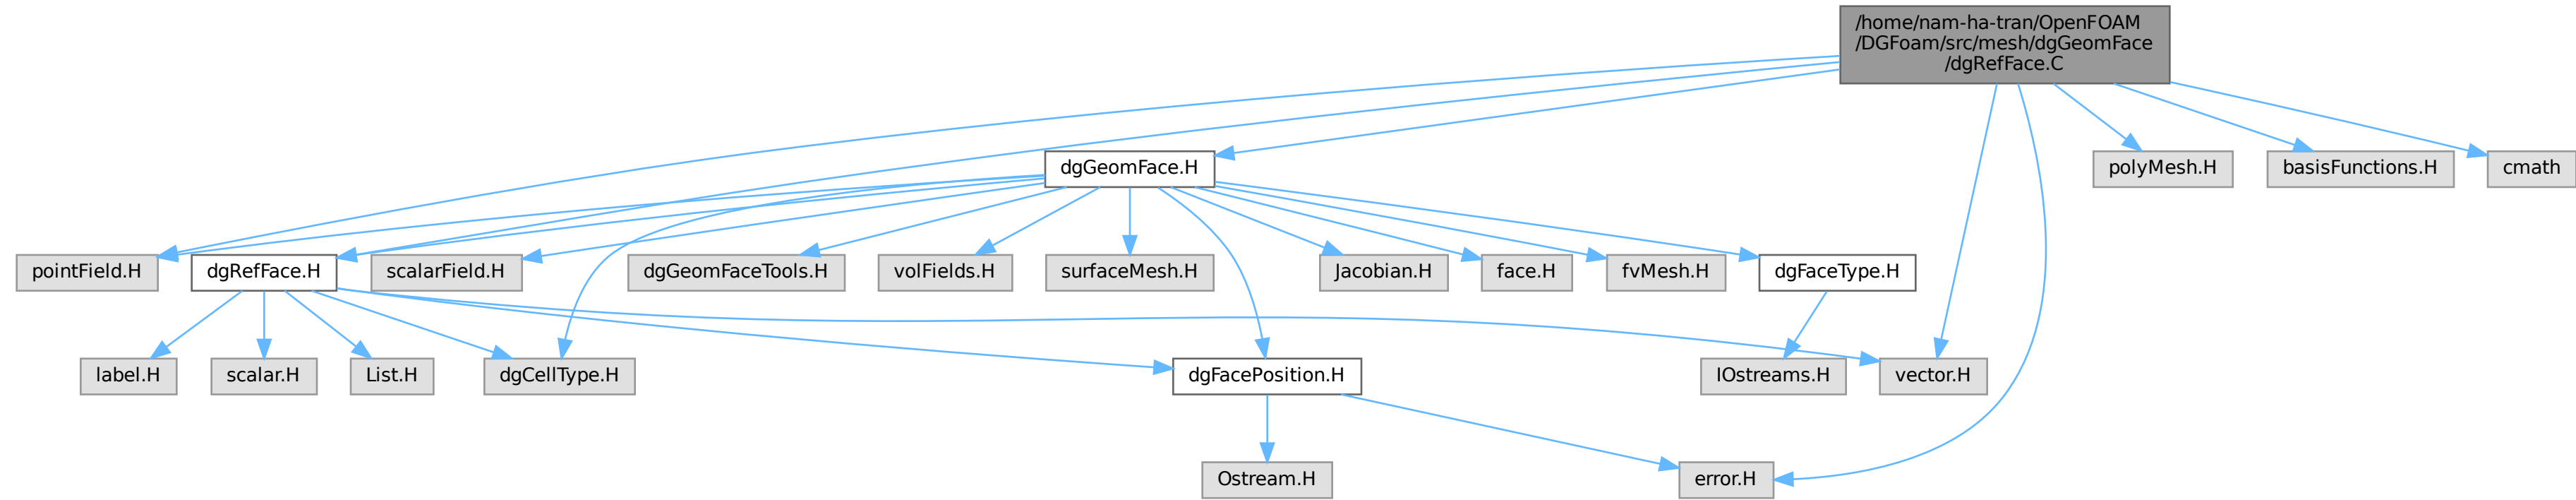 /home/nam-ha-tran/OpenFOAM
/DGFoam/src/mesh/dgGeomFace
/dgRefFace.C
dgGeomFace.H
polyMesh.H
basisFunctions.H
cmath
pointField.H
dgRefFace.H
scalarField.H
dgGeomFaceTools.H
volFields.H
surfaceMesh.H
Jacobian.H
face.H
fvMesh.H
dgFaceType.H
label.H
scalar.H
List.H
dgCellType.H
dgFacePosition.H
IOstreams.H
vector.H
Ostream.H
error.H